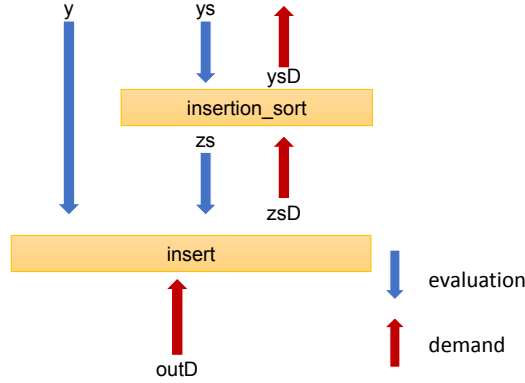 y ys
ysD
insertion_sort
zs
zsD
insert
evaluation
demand
outD